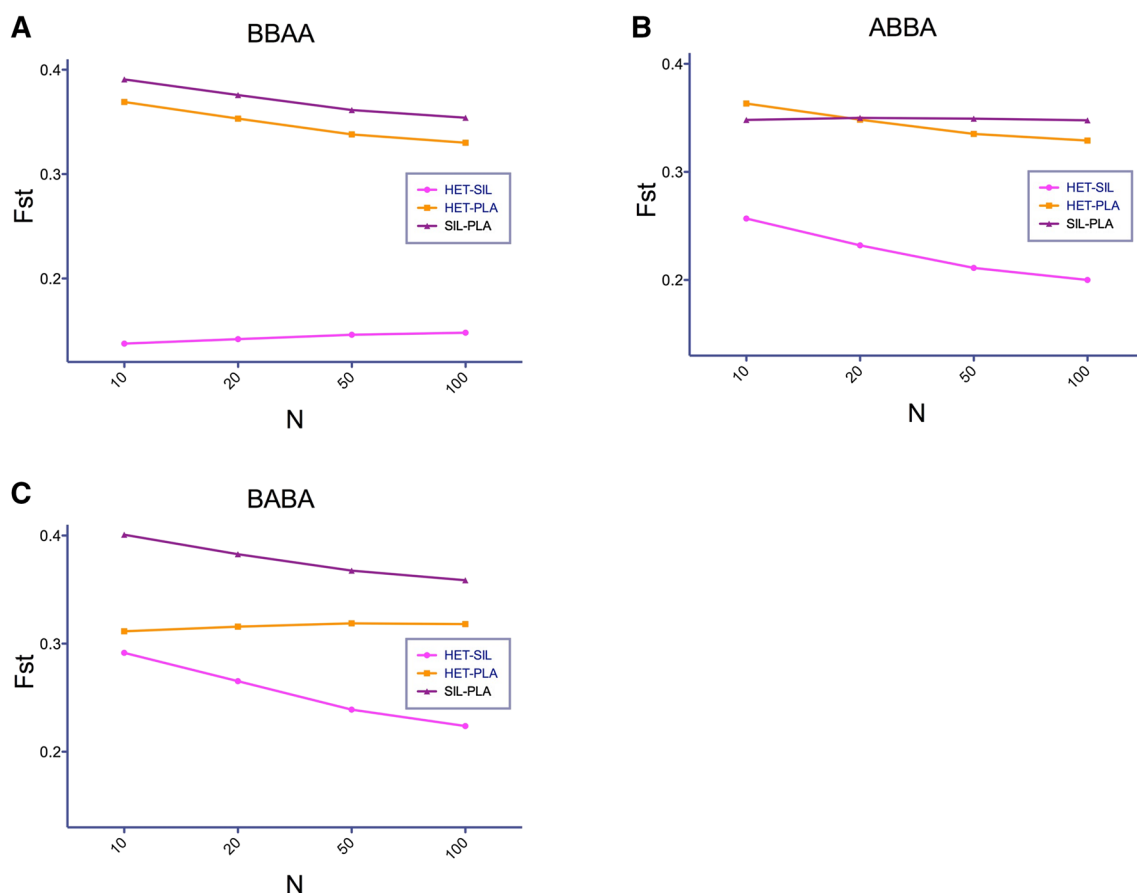 A
BBAA
0.4
0.3
0.2
Fst
HET-SIL
HET-PLA
SIL-PLA
10
20
50
100
N
B
ABBA
0.4
0.3
0.2
Fst
HET-SIL
HET-PLA
SIL-PLA
10
20
50
100
N
C
BABA
0.4
0.3
0.2
Fst
HET-SIL
HET-PLA
SIL-PLA
10
20
50
100
N